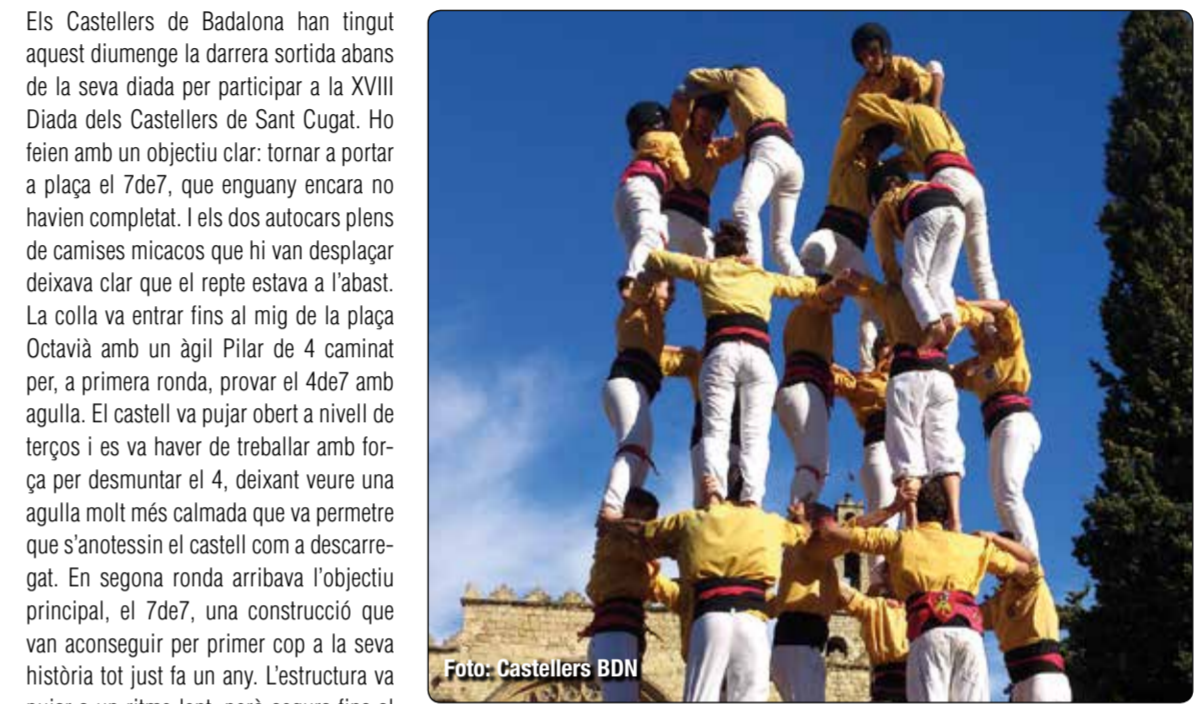 Els Castellers de Badalona han tingut
aquest diumenge la darrera sortida abans
de la seva diada per participar a la XVIII
Diada dels Castellers de Sant Cugat. Ho
feien amb un objectiu clar: tornar a portar
a plaça el 7de7, que enguany encara no
havien completat. I els dos autocars plens
de camises micacos que hi van desplaçar
deixava clar que el repte estava a l'abast.
La colla va entrar fins al mig de la plaça
Octavià amb un àgil Pilar de 4 caminat
per, a primera ronda, provar el 4de7 amb
agulla. El castell va pujar obert a nivell de
terços i es va haver de treballar amb for-
ça per desmuntar el 4, deixant veure una
agulla molt més calmada que va permetre
que s'anotessin el castell com a descarre-
gat. En segona ronda arribava l'objectiu
principal, el 7de7, una construcció que
van aconseguir per primer cop a la seva
història tot just fa un any. L'estructura va
pujar a un ritme lent, però segura fins al
Foto: Castellers BDN